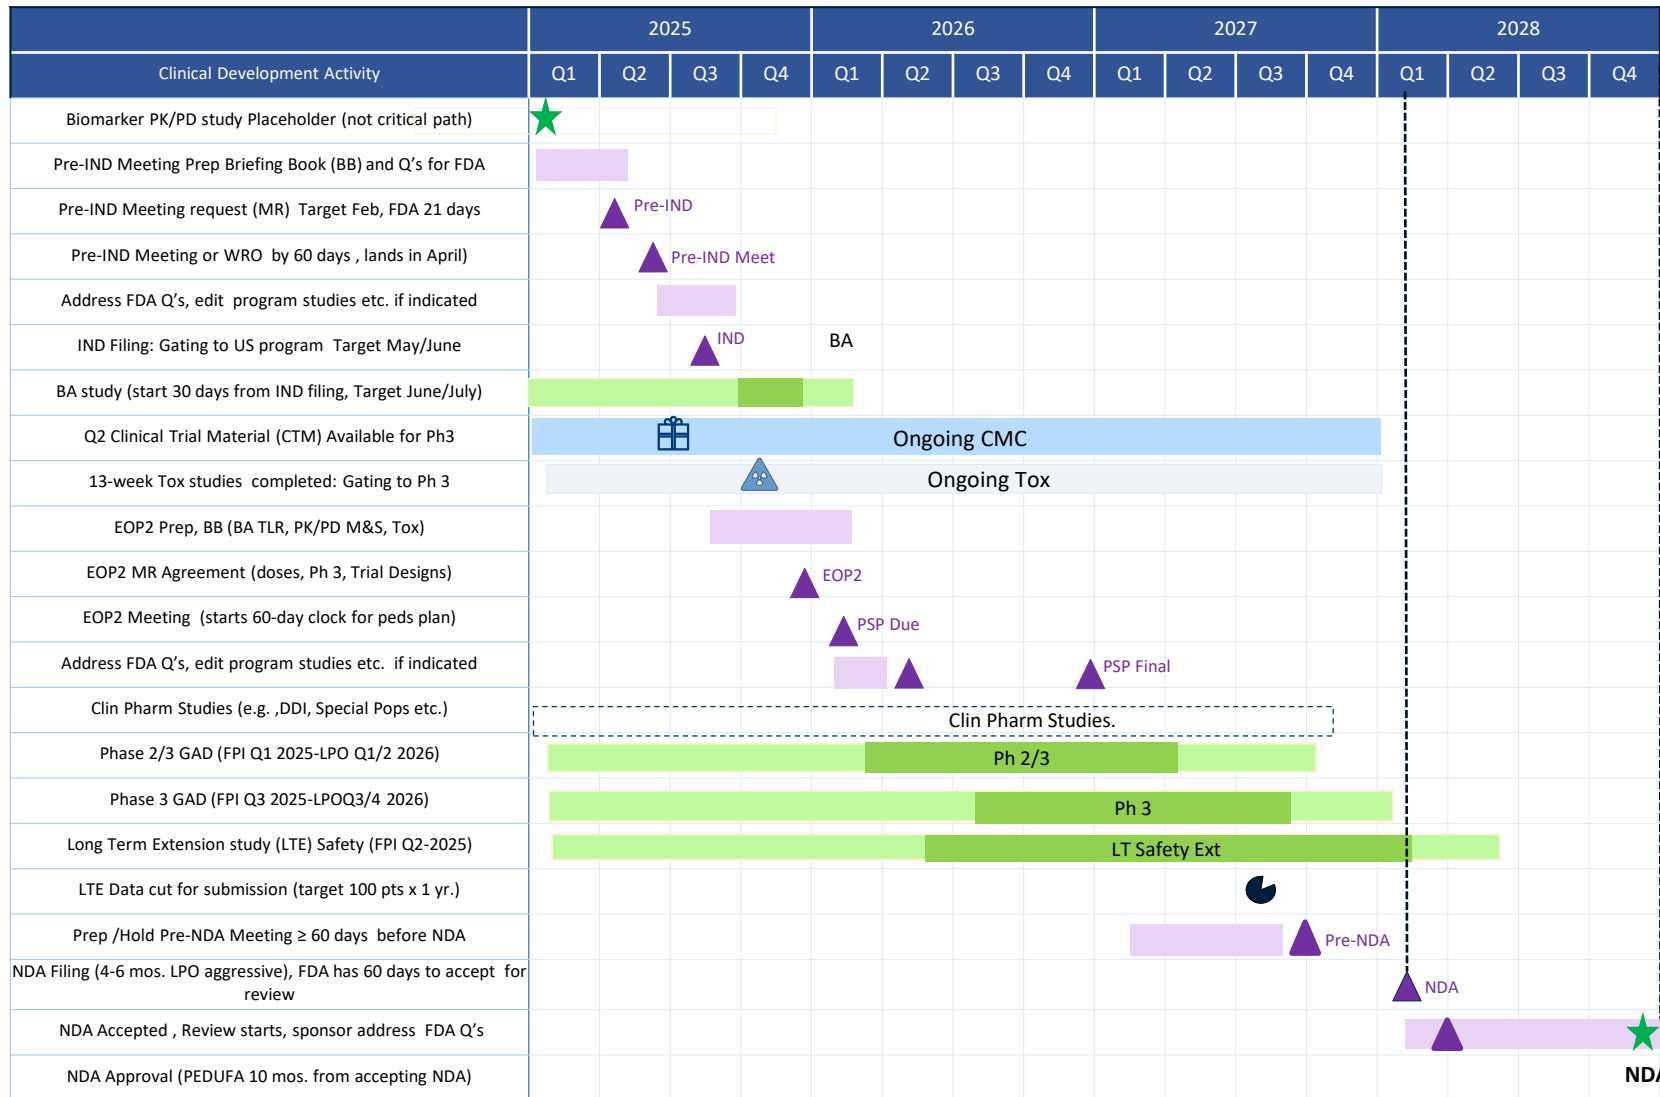 2025 2026 2027 2028
Clinical Development Activity Q1 Q2 Q3 Q4 Q1 Q2 Q3 Q4 Q1 Q2 Q3 Q4 Q1 Q2 Q3 Q4
Biomarker PK/PD study Placeholder (not critical path)
Pre-IND Meeting Prep Briefing Book (BB) and Q’s for FDA
Pre-IND Meeting request (MR) Target Feb, FDA 21 days Pre-IND
Pre-IND Meeting or WRO by 60 days , lands in April) Pre-IND Meet
Address FDA Q’s, edit program studies etc. if indicated
IND Filing: Gating to US program Target May/June IND BA
BA study (start 30 days from IND filing, Target June/July)
Q2 Clinical Trial Material (CTM) Available for Ph3 Ongoing CMC
13-week Tox studies completed: Gating to Ph 3 Ongoing Tox
EOP2 Prep, BB (BA TLR, PK/PD M&S, Tox)
EOP2 MR Agreement (doses, Ph 3, Trial Designs) EOP2
EOP2 Meeting (starts 60-day clock for peds plan) PSP Due
Address FDA Q’s, edit program studies etc. if indicated PSP Final
Clin Pharm Studies (e.g. ,DDI, Special Pops etc.) Clin Pharm Studies.
Phase 2/3 GAD (FPI Q1 2025-LPO Q1/2 2026) Ph 2/3
Phase 3 GAD (FPI Q3 2025-LPOQ3/4 2026) Ph 3
Long Term Extension study (LTE) Safety (FPI Q2-2025) LT Safety Ext
LTE Data cut for submission (target 100 pts x 1 yr.)
Prep /Hold Pre-NDA Meeting ≥ 60 days before NDA Pre-NDA
NDA Filing (4-6 mos. LPO aggressive), FDA has 60 days to accept for
review NDA
NDA Accepted , Review starts, sponsor address FDA Q’s
NDA Approval (PEDUFA 10 mos. from accepting NDA)